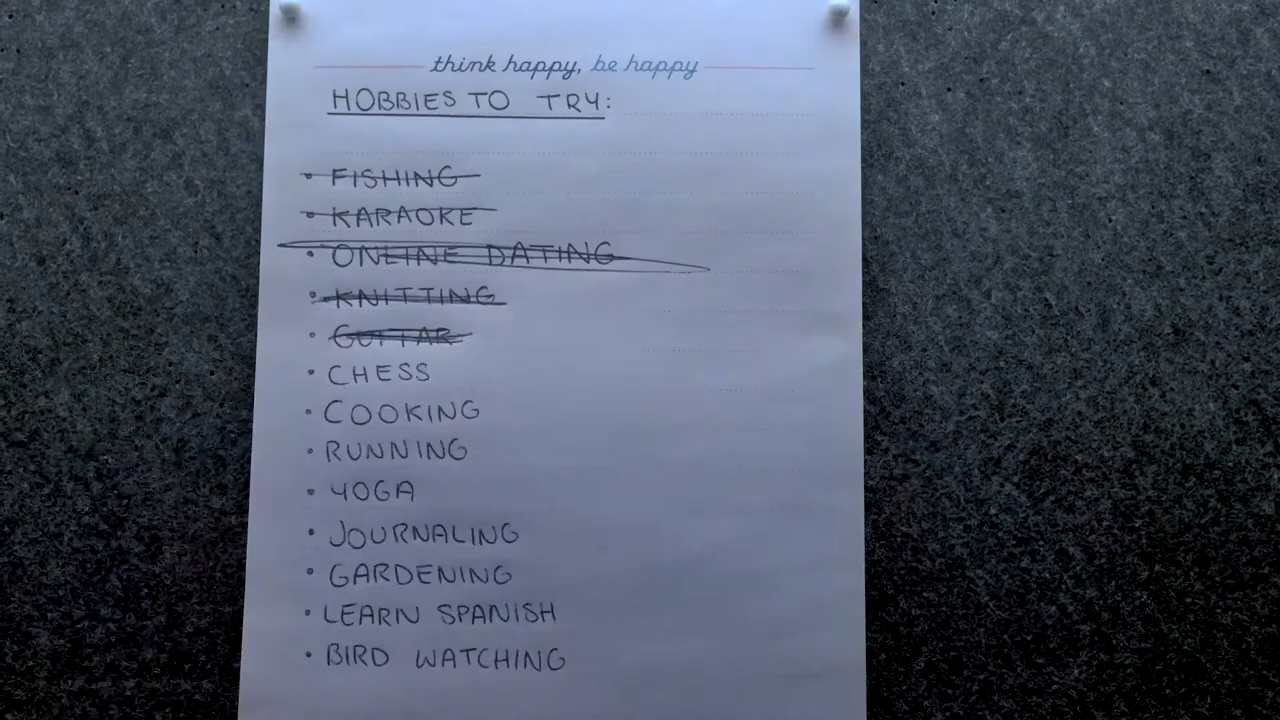 think happy, be happy
HOBBIES TO TRY:
• FISHING
• KARAOKE
• ONLINE DATING
• KNITTING
• GUITAR
• CHESS
• COOKING
• RUNNING
• YOGA
• JOURNALING
• GARDENING
• LEARN SPANISH
• BIRD WATCHING